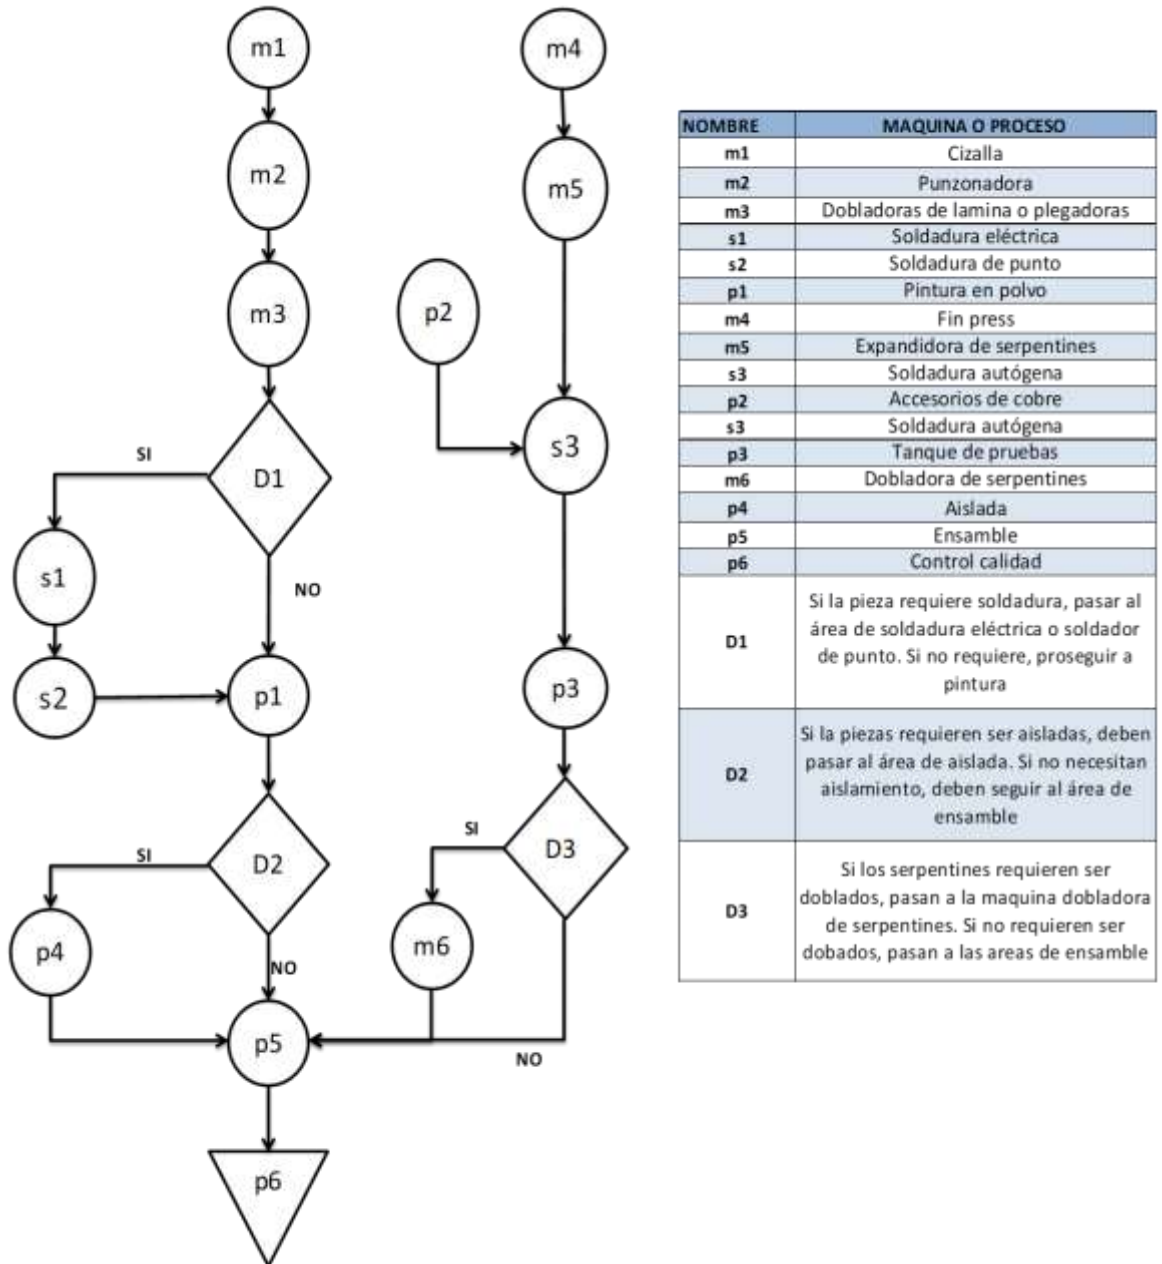 m1
m4
m2
m5
m3
p2
s3
SI
D1
s1
NO
s2
p1
p3
SI
D2
SI
D3
p4
m6
NO
p5
NO
p6
NOMBRE MAQUINA O PROCESO
m1 Cizalla
m2 Punzonadora
m3 Dobladoras de lamina o plegadoras
s1 Soldadura eléctrica
s2 Soldadura de punto
p1 Pintura en polvo
m4 Fin press
m5 Expandidora de serpentines
s3 Soldadura autógena
p2 Accesorios de cobre
s3 Soldadura autógena
p3 Tanque de pruebas
m6 Dobladora de serpentines
p4 Aislada
p5 Ensamble
p6 Control calidad
D1
Si la pieza requiere soldadura, pasar al
área de soldadura eléctrica o soldador
de punto. Si no requiere, proseguir a
pintura
D2
Si la piezas requieren ser aisladas, deben
pasar al área de aislada. Si no necesitan
aislamiento, deben seguir al área de
ensamble
D3
Si los serpentines requieren ser
doblados, pasan a la maquina dobladora
de serpentines. Si no requieren ser
dobados, pasan a las areas de ensamble